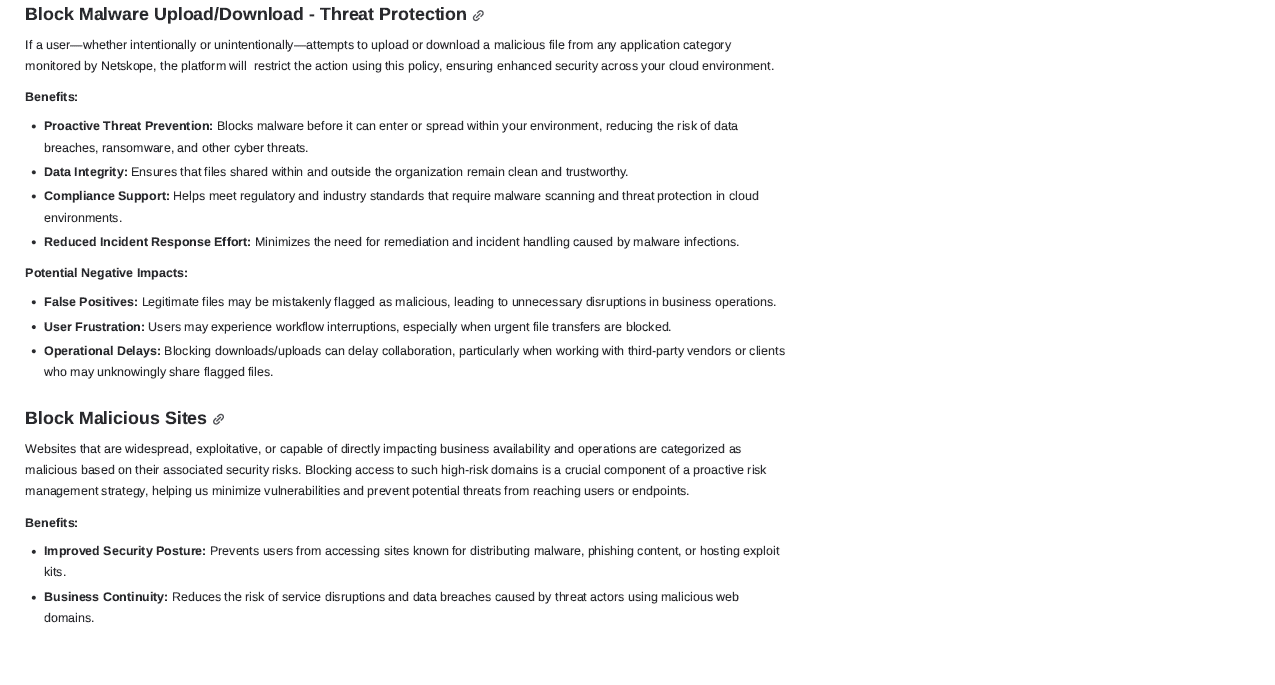 Block Malware Upload/Download - Threat Protection
If a user—whether intentionally or unintentionally—attempts to upload or download a malicious file from any application category
monitored by Netskope, the platform will  restrict the action using this policy, ensuring enhanced security across your cloud environment.
Benefits:
• Proactive Threat Prevention: Blocks malware before it can enter or spread within your environment, reducing the risk of data
breaches, ransomware, and other cyber threats.
• Data Integrity: Ensures that files shared within and outside the organization remain clean and trustworthy.
• Compliance Support: Helps meet regulatory and industry standards that require malware scanning and threat protection in cloud
environments.
• Reduced Incident Response Effort: Minimizes the need for remediation and incident handling caused by malware infections.
Potential Negative Impacts:
• False Positives: Legitimate files may be mistakenly flagged as malicious, leading to unnecessary disruptions in business operations.
• User Frustration: Users may experience workflow interruptions, especially when urgent file transfers are blocked.
• Operational Delays: Blocking downloads/uploads can delay collaboration, particularly when working with third-party vendors or clients
who may unknowingly share flagged files.
Block Malicious Sites
Websites that are widespread, exploitative, or capable of directly impacting business availability and operations are categorized as
malicious based on their associated security risks. Blocking access to such high-risk domains is a crucial component of a proactive risk
management strategy, helping us minimize vulnerabilities and prevent potential threats from reaching users or endpoints.
Benefits:
• Improved Security Posture: Prevents users from accessing sites known for distributing malware, phishing content, or hosting exploit
kits.
• Business Continuity: Reduces the risk of service disruptions and data breaches caused by threat actors using malicious web
domains.